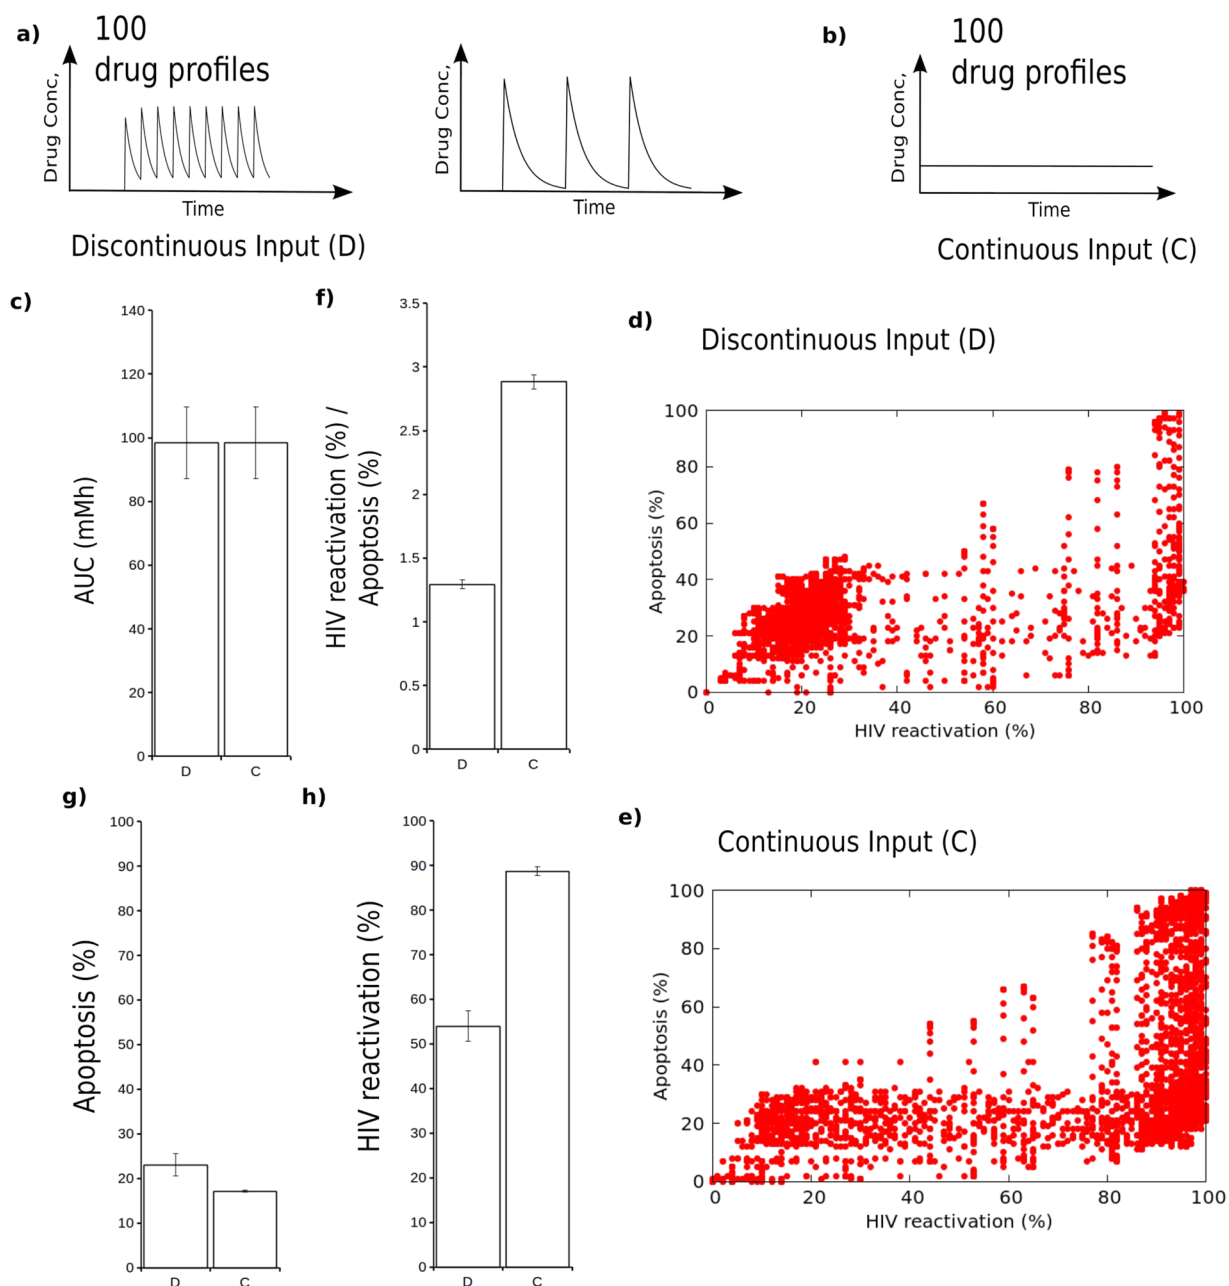 a)
100
drug profiles
Drug Conc,
Time
Drug Conc,
Time
Discontinuous Input (D)
b)
100
drug profiles
Drug Conc,
Time
Continuous Input (C)
c)
AUC (mMh)
140
120
100
80
60
40
20
0
D
C
f)
HIV reactivation (%) /
Apoptosis (%)
3.5
3
2.5
2
1.5
1
0.5
0
D
C
d)
Discontinuous Input (D)
Apoptosis (%)
100
80
60
40
20
0
0 20 40 60 80 100
HIV reactivation (%)
g)
Apoptosis (%)
100
90
80
70
60
50
40
30
20
10
0
D
C
h)
HIV reactivation (%)
100
90
80
70
60
50
40
30
20
10
0
D
C
e)
Continuous Input (C)
Apoptosis (%)
100
80
60
40
20
0
0 20 40 60 80 100
HIV reactivation (%)